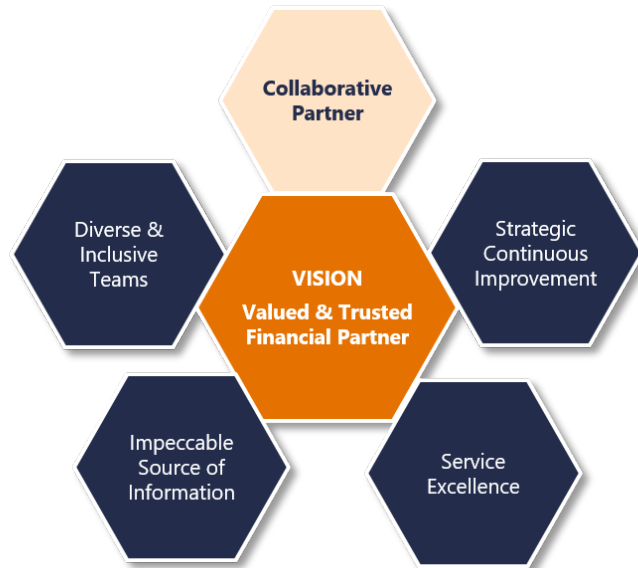 Collaborative
Partner
Diverse &
Inclusive
Teams
Strategic
Continuous
Improvement
VISION
Valued & Trusted
Financial Partner
Impeccable
Source of
Information
Service
Excellence